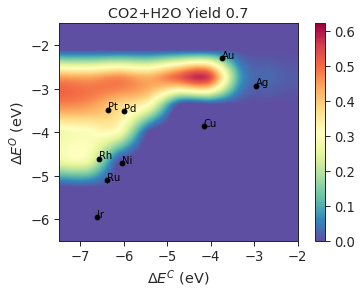 CO2+H2O Yield 0.7
ΔE^O (eV)
−2
−3
−4
−5
−6
Au
Ag
Pt
Pd
Cu
Rh
Ni
Ru
Ir
−7
−6
−5
−4
−3
−2
ΔE^C (eV)
0.6
0.5
0.4
0.3
0.2
0.1
0.0